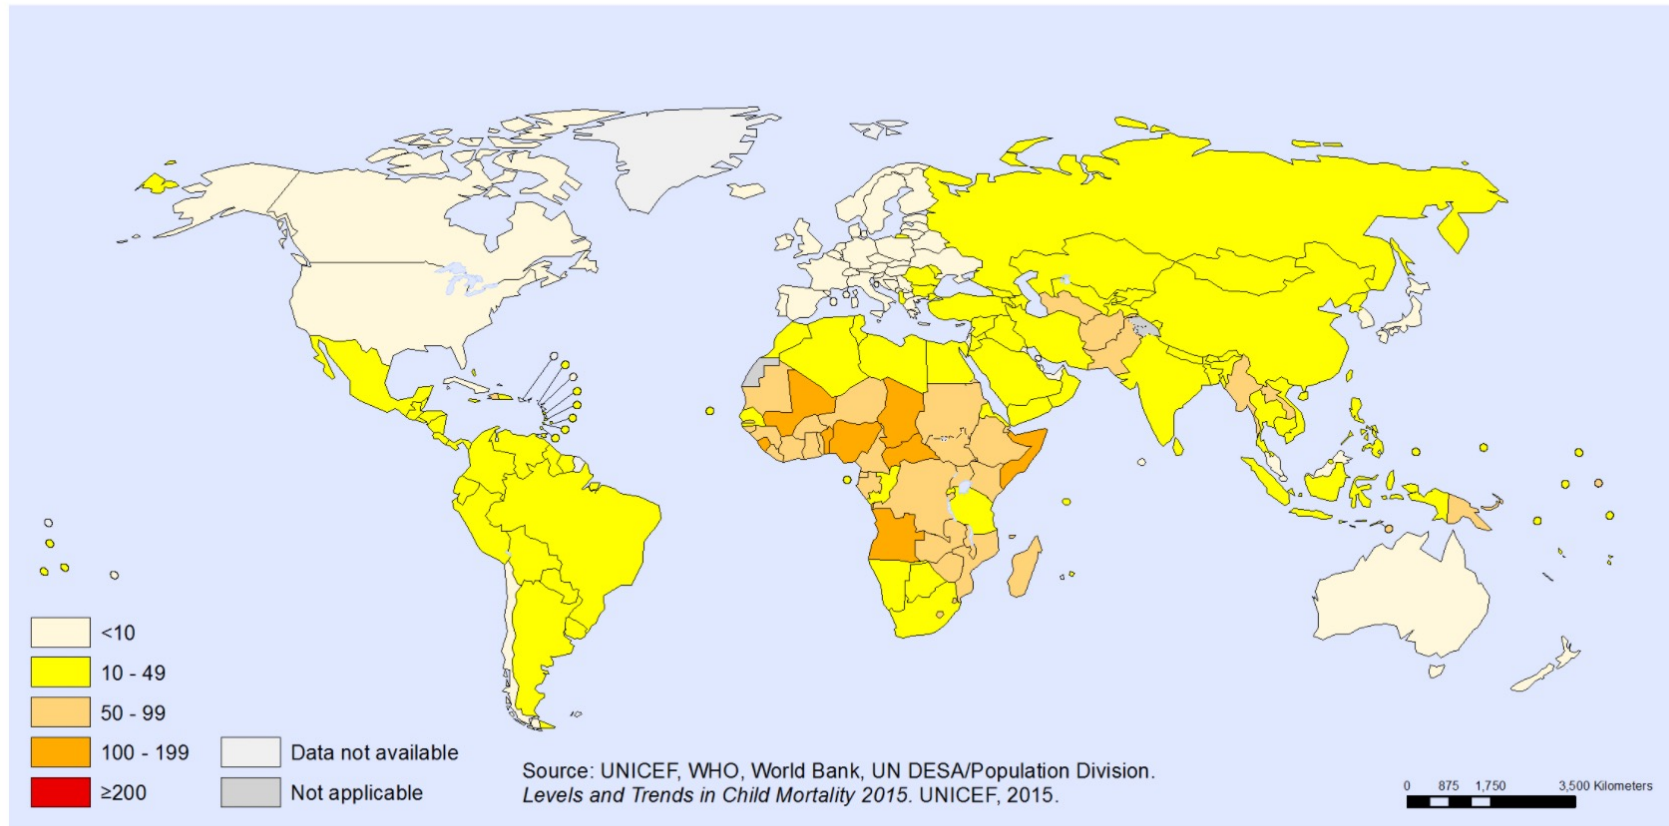 <10
10 - 49
50 - 99
100 - 199
≥200
Data not available
Not applicable
Source: UNICEF, WHO, World Bank, UN DESA/Population Division.
Levels and Trends in Child Mortality 2015. UNICEF, 2015.
0 875 1,750 3,500 Kilometers